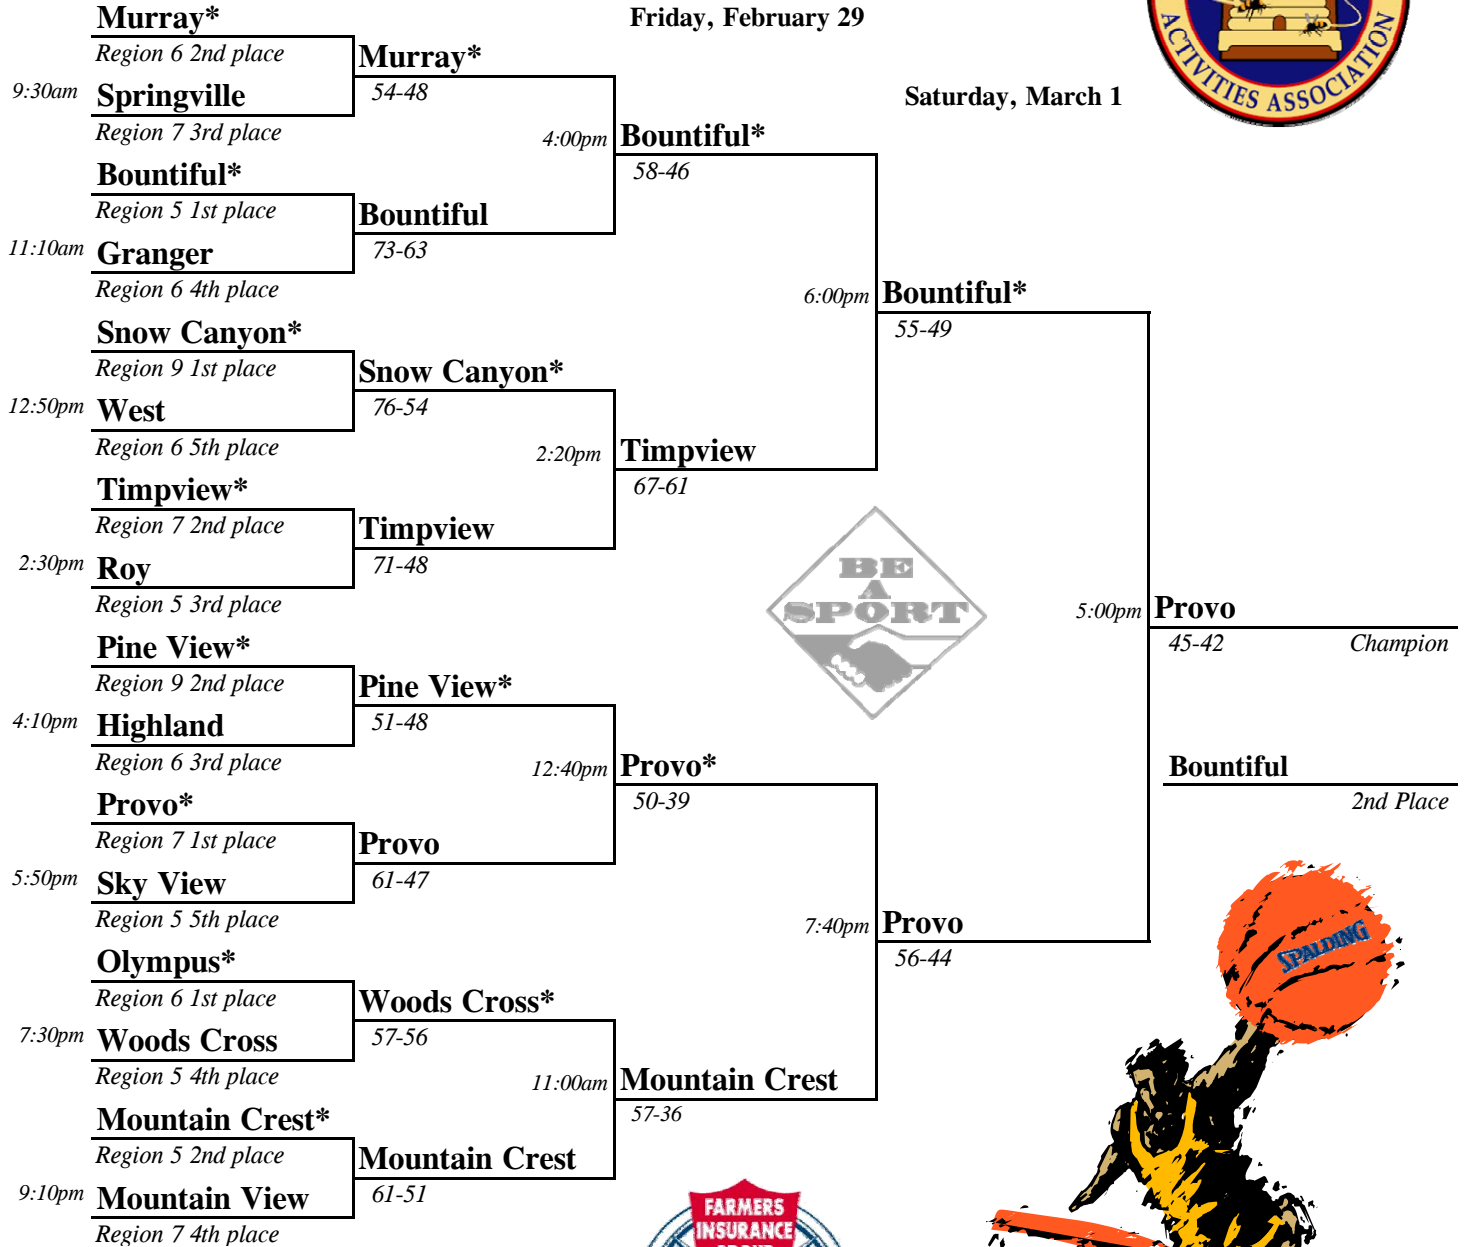 Friday, February 29
Saturday, March 1
ACTIVITIES ASSOCIATION
Murray*
Region 6 2nd place
9:30am Springville
Region 7 3rd place
Bountiful*
Region 5 1st place
11:10am Granger
Region 6 4th place
Snow Canyon*
Region 9 1st place
12:50pm West
Region 6 5th place
Timpview*
Region 7 2nd place
2:30pm Roy
Region 5 3rd place
Pine View*
Region 9 2nd place
4:10pm Highland
Region 6 3rd place
Provo*
Region 7 1st place
5:50pm Sky View
Region 5 5th place
Olympus*
Region 6 1st place
7:30pm Woods Cross
Region 5 4th place
Mountain Crest*
Region 5 2nd place
9:10pm Mountain View
Region 7 4th place
Murray*
54-48
Bountiful
73-63
Snow Canyon*
76-54
Timpview
71-48
Pine View*
51-48
Provo
61-47
Woods Cross*
57-56
Mountain Crest
61-51
4:00pm Bountiful*
58-46
2:20pm Timpview
67-61
12:40pm Provo*
50-39
11:00am Mountain Crest
57-36
6:00pm Bountiful*
55-49
7:40pm Provo
56-44
5:00pm Provo
45-42 Champion
Bountiful
2nd Place
BE
A
SPORT
SPALDING
FARMERS
INSURANCE